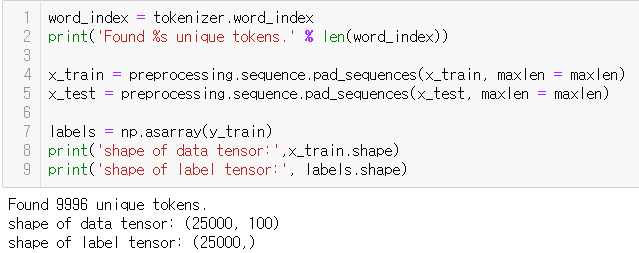 1 word_index = tokenizer.word_index
2 print('Found %s unique tokens.' % len(word_index))
3
4 x_train = preprocessing.sequence.pad_sequences(x_train, maxlen = maxlen)
5 x_test = preprocessing.sequence.pad_sequences(x_test, maxlen = maxlen)
6
7 labels = np.asarray(y_train)
8 print('shape of data tensor:',x_train.shape)
9 print('shape of label tensor:', labels.shape)
Found 9996 unique tokens.
shape of data tensor: (25000, 100)
shape of label tensor: (25000,)